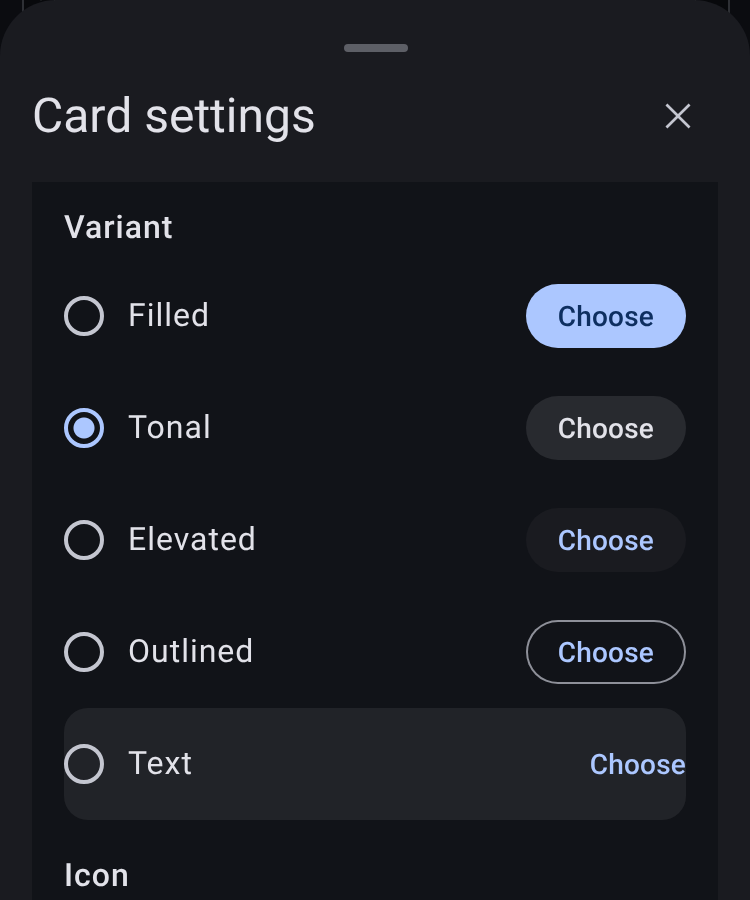 Card settings
Variant
Filled Choose
Tonal Choose
Elevated Choose
Outlined Choose
Text Choose
Icon